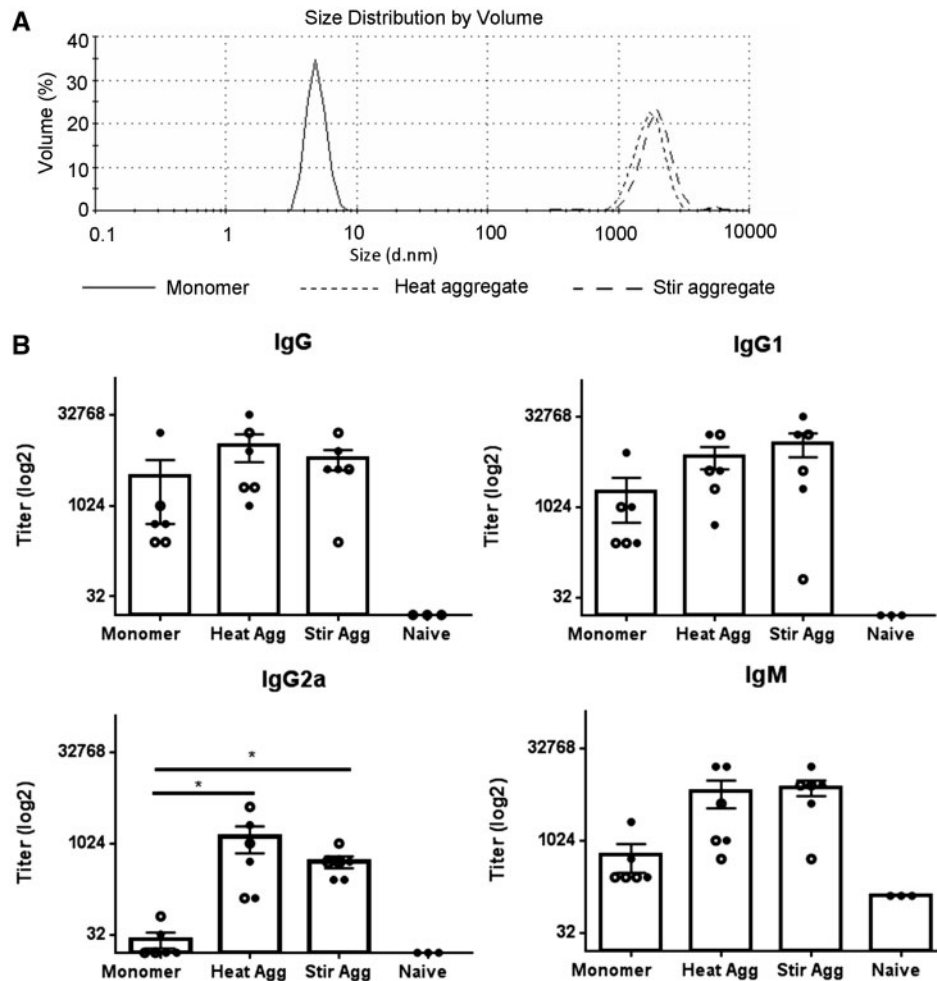 A
Size Distribution by Volume
Volume (%)
40
30
20
10
0
0.1 1 10 100 1000 10000
Size (d.nm)
Monomer Heat aggregate Stir aggregate
B
IgG
Titer (log2)
32768
1024
32
Monomer Heat Agg Stir Agg Naive
IgG1
Titer (log2)
32768
1024
32
Monomer Heat Agg Stir Agg Naive
IgG2a
Titer (log2)
32768
1024
32
* 
*
Monomer Heat Agg Stir Agg Naive
IgM
Titer (log2)
32768
1024
32
Monomer Heat Agg Stir Agg Naive